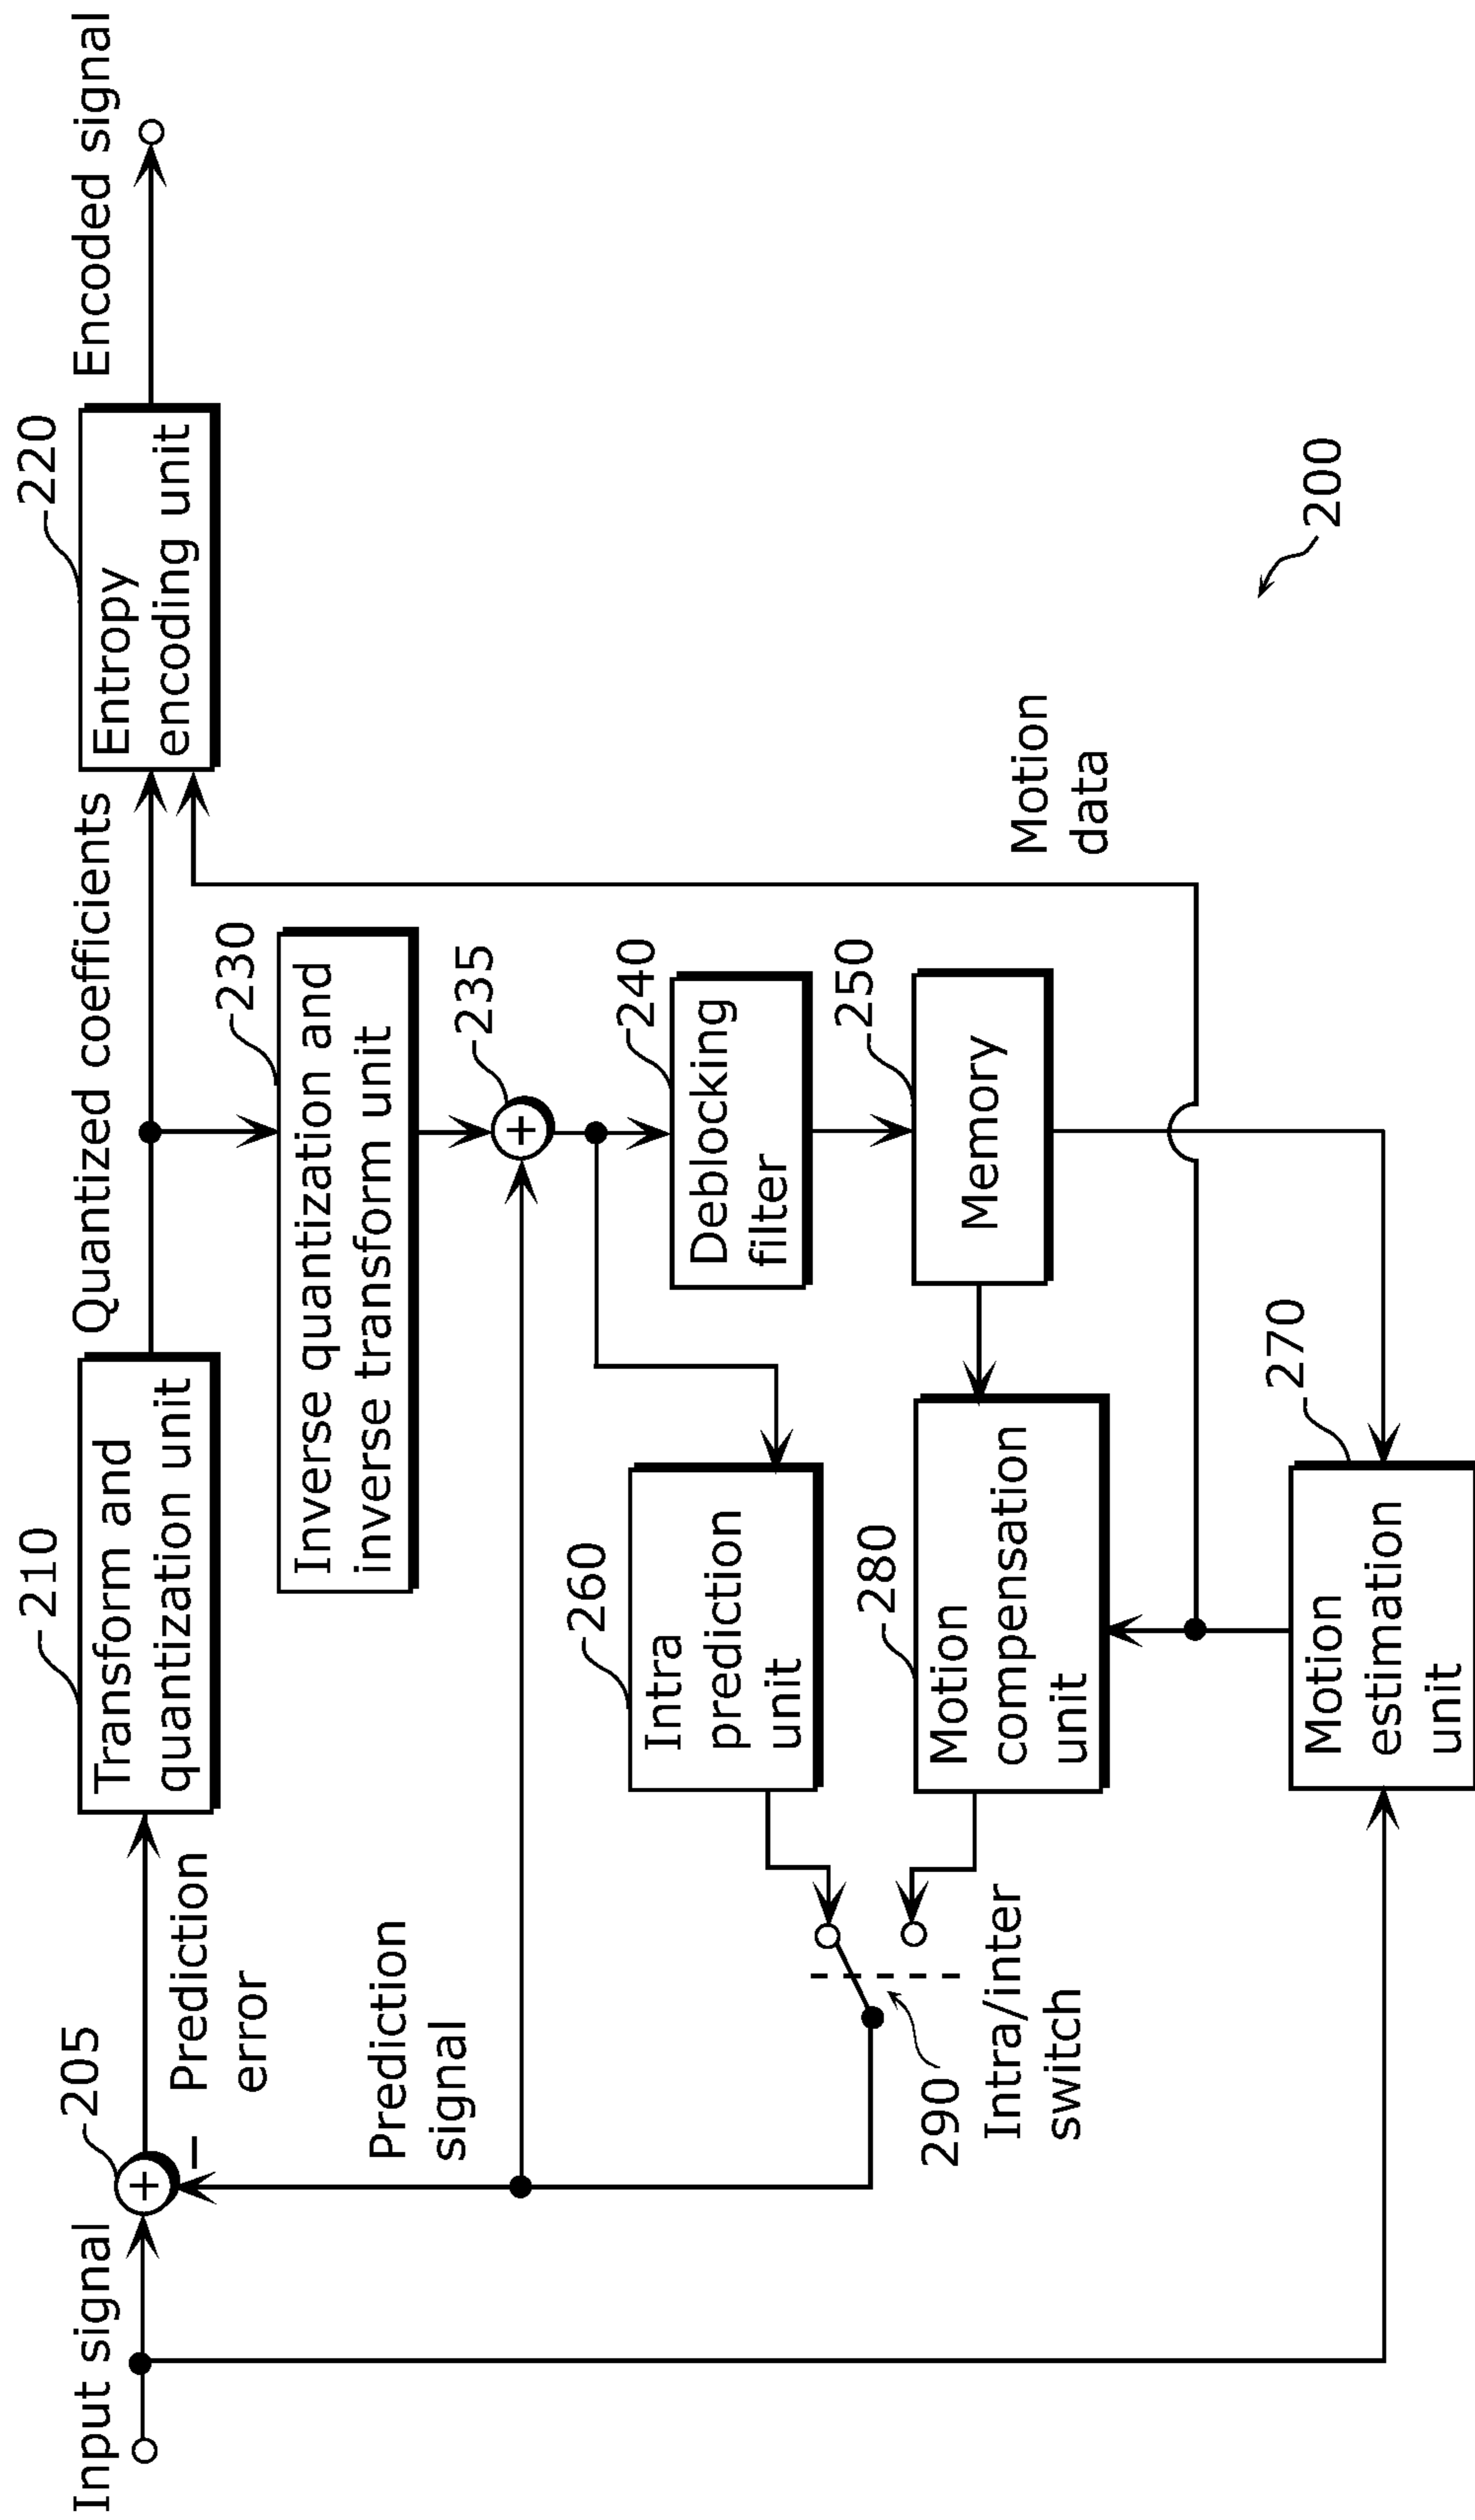 Input signal
205
Prediction
error
210
Transform and
quantization unit
Quantized coefficients
220
Entropy
encoding unit
Encoded signal
230
Inverse quantization and
inverse transform unit
235
+
+
−
Prediction
signal
240
Deblocking
filter
250
Memory
260
Intra
prediction
unit
280
Motion
compensation
unit
290
Intra/inter
switch
270
Motion
estimation
unit
Motion
data
200